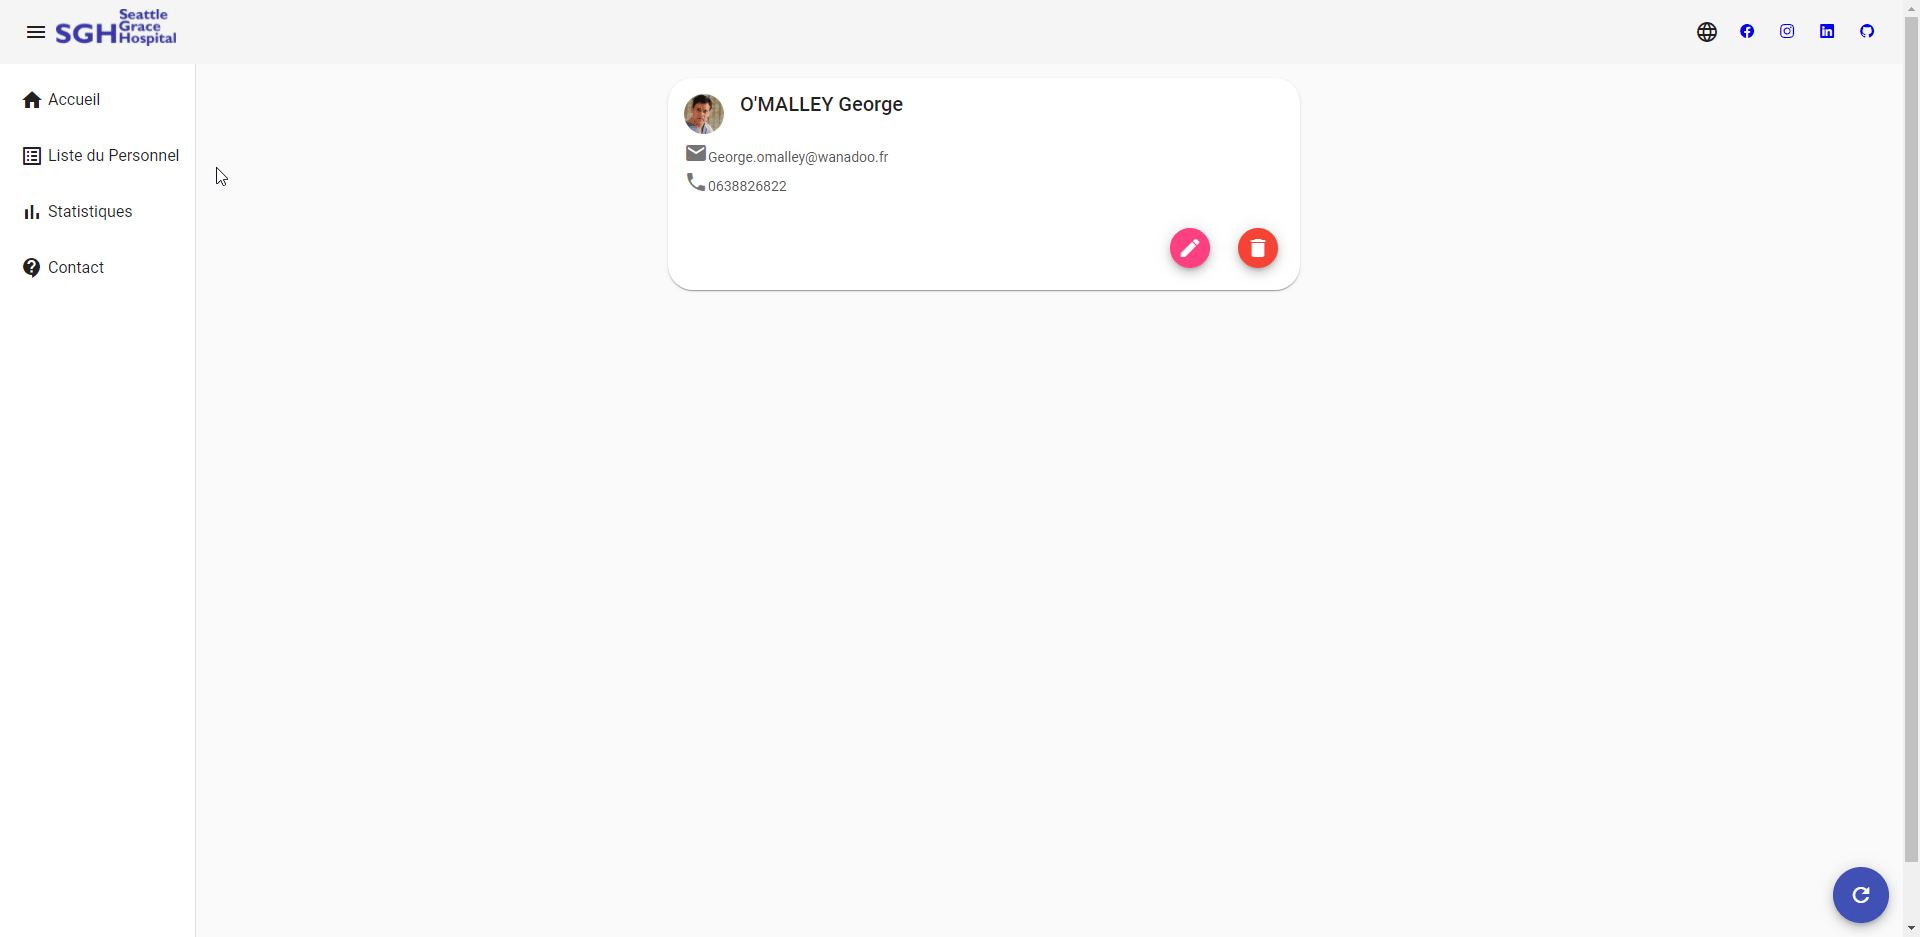 SGH Seattle
Grace
Hospital
Accueil
Liste du Personnel
Statistiques
Contact
O'MALLEY George
George.omalley@wanadoo.fr
0638826822